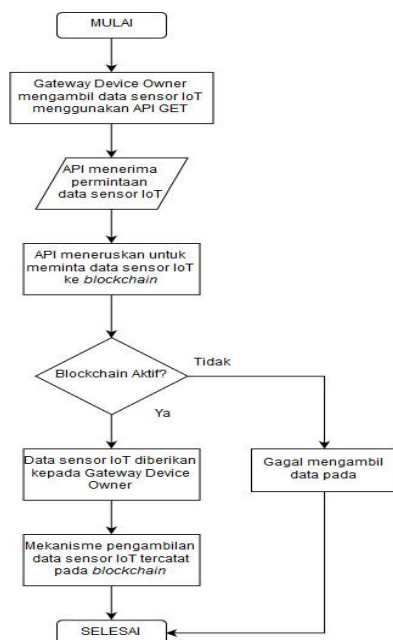 MULAI
Gateway Device Owner
mengambil data sensor IoT
menggunakan API GET
API menerima
permintaan
data sensor IoT
API meneruskan untuk
meminta data sensor IoT
ke blockchain
Blockchain Aktif?
Tidak
Ya
Data sensor IoT diberikan
kepada Gateway Device
Owner
Gagal mengambil
data pada
Mekanisme pengambilan
data sensor IoT tercatat
pada blockchain
SELESAI